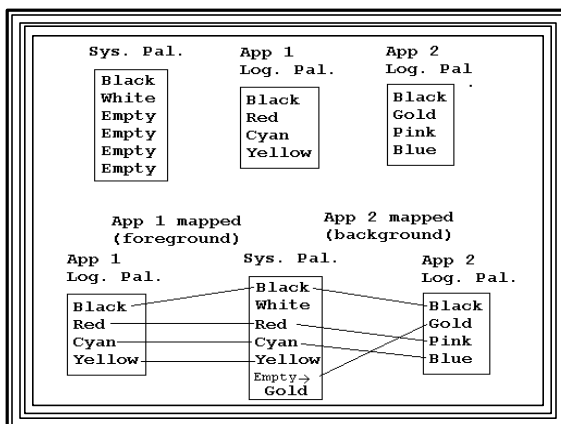 Sys. Pal.
Black
White
Empty
Empty
Empty
Empty
App 1
Log. Pal.
Black
Red
Cyan
Yellow
App 2
Log. Pal
.
Black
Gold
Pink
Blue
App 1 mapped
(foreground)
App 2 mapped
(background)
App 1
Log. Pal.
Black
Red
Cyan
Yellow
Sys. Pal.
Black
White
Red
Cyan
Yellow
Empty→
Gold
App 2
Log. Pal.
Black
Gold
Pink
Blue